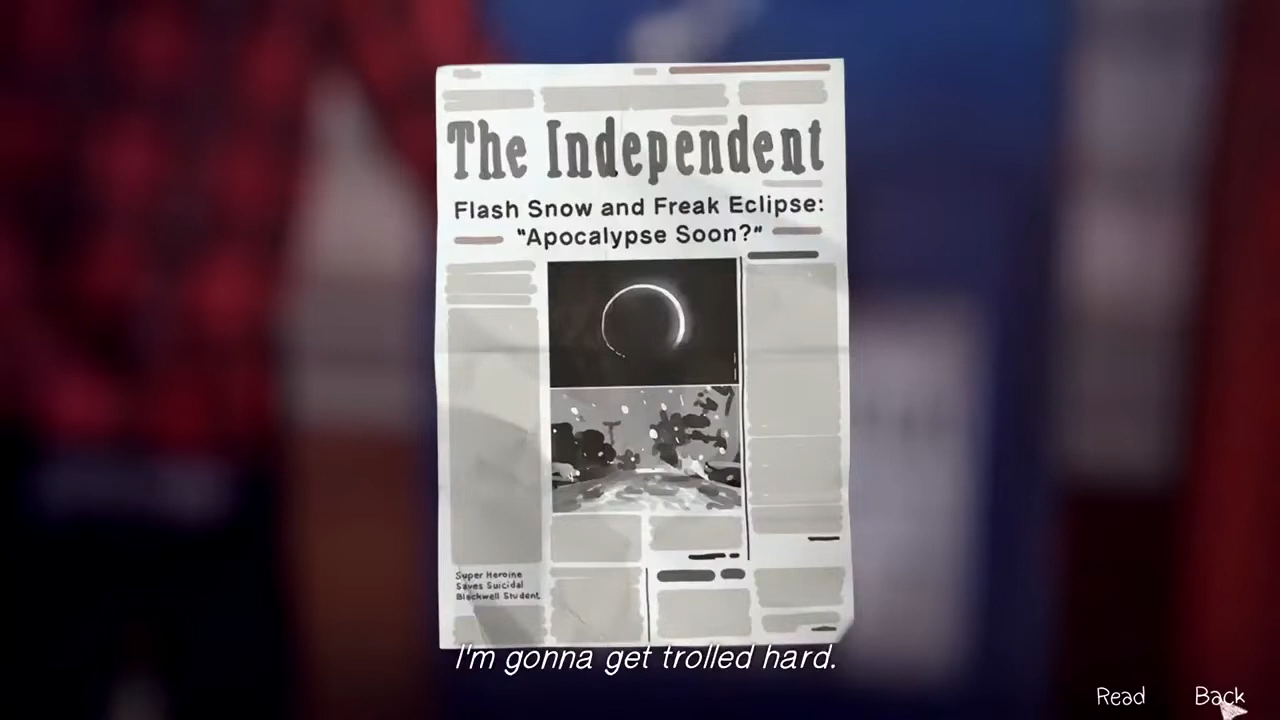 The Independent
Flash Snow and Freak Eclipse:
"Apocalypse Soon?"
Super Heroine
Saves Suicidal
Blackwell Student
I'm gonna get trolled hard.
Read Back